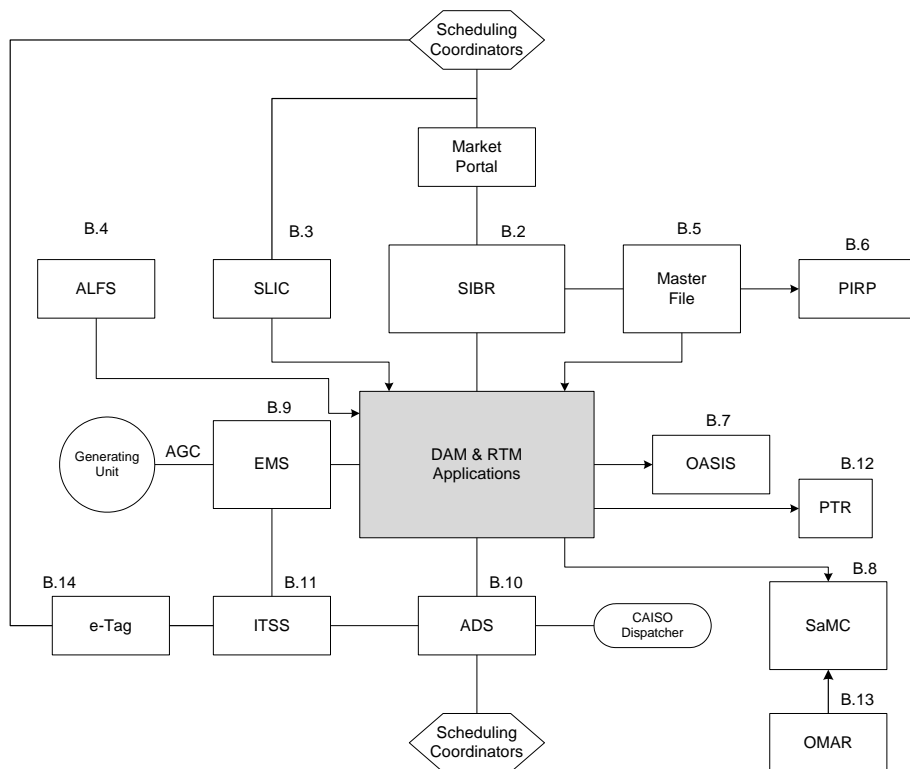 Scheduling
Coordinators
Market
Portal
B.4
B.3
B.2
B.5
B.6
ALFS
SLIC
SIBR
Master
File
PIRP
B.9
B.7
Generating
Unit
AGC
EMS
DAM & RTM
Applications
OASIS
B.12
PTR
B.14
B.11
B.10
B.8
e-Tag
ITSS
ADS
CAISO
Dispatcher
SaMC
B.13
Scheduling
Coordinators
OMAR